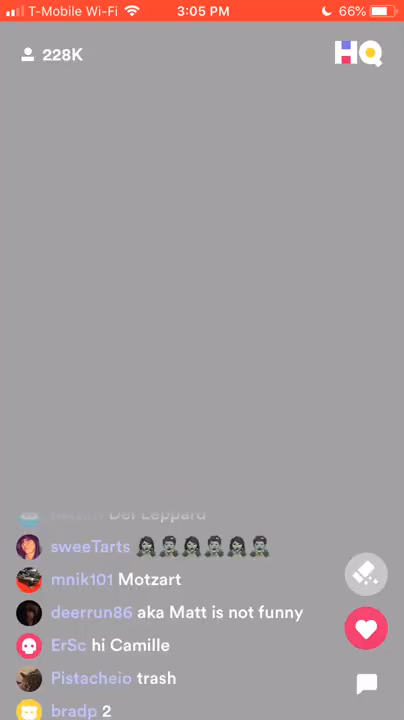 T-Mobile Wi-Fi 3:05 PM 66%
228K HQ
Def Leppard
sweeTarts
mnik101 Motzart
deerrun86 aka Matt is not funny
ErSc hi Camille
Pistacheio trash
bradp 2